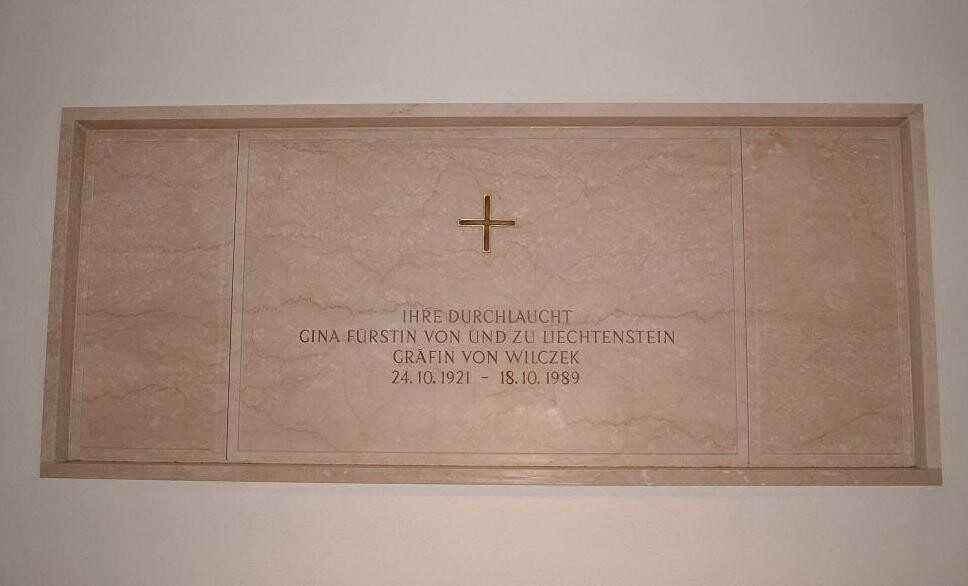 IHRE DURCHLAUCHT
GINA FÜRSTIN VON UND ZU LIECHTENSTEIN
GRÄFIN VON WILCZEK
24.10.1921 – 18.10.1989